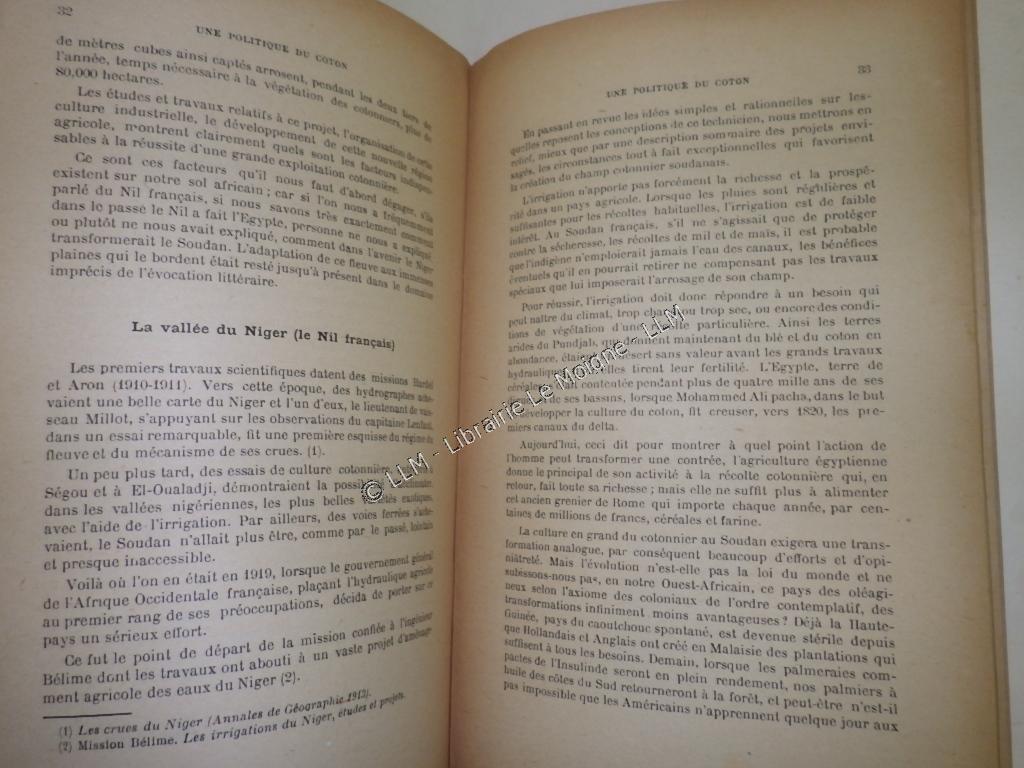 32
UNE POLITIQUE DU COTON
de mètres cubes ainsi captés arrosent, pendant les deux tiers de
l'année, temps nécessaire à la végétation des cotonniers, plus de
80,000 hectares.
Les études et travaux relatifs à ce projet, l'organisation de cette
culture industrielle, le développement de cette nouvelle région
agricole, montrent clairement quels sont les facteurs indispen-
sables à la réussite d'une grande exploitation cotonnière.
Ce sont ces facteurs qu'il nous faut d'abord dégager, s'ils
existent sur notre sol africain ; car si l'on nous a fréquemment
parlé du Nil français, si nous savons très exactement comment
dans le passé le Nil a fait l'Egypte, personne ne nous a expliqué,
ou plutôt ne nous avait expliqué, comment dans l'avenir le Niger
transformerait le Soudan. L'adaptation de ce fleuve aux immenses
plaines qui le bordent était resté jusqu'à présent dans le domaine
imprécis de l'évocation littéraire.
La vallée du Niger (le Nil français)
Les premiers travaux scientifiques datent des missions
et Aron (1910-1911). Vers cette époque, des hydrographes ache-
vaient une belle carte du Niger et l'un d'eux, le lieutenant de vais-
seau Millot, s'appuyant sur les observations du capitaine Lenfant,
dans un essai remarquable, fit une première esquisse du régime du
fleuve et du mécanisme de ses crues. (1).
Un peu plus tard, des essais de culture cotonnière, à
Ségou et à El-Oualadji, démontraient la
dans les vallées nigériennes, les plus belles exotiques,
avec l'aide de l'irrigation. Par ailleurs, des voies ferrées s'ache-
vaient, le Soudan n'allait plus être, comme par le passé, lointain
et presque inaccessible.
Voilà où l'on en était en 1919, lorsque le gouvernement général
de l'Afrique Occidentale française, plaçant l'hydraulique agricole
au premier rang de ses préoccupations, décida de porter sur ce
pays un sérieux effort.
Ce fut le point de départ de la mission confiée à l'ingénieur
Bélime dont les travaux ont abouti à un vaste projet d'aménage-
ment agricole des eaux du Niger (2).
(1) Les crues du Niger (Annales de Géographie 1913).
(2) Mission Bélime. Les irrigations du Niger, études et projets.
UNE POLITIQUE DU COTON
33
En passant en revue les idées simples et rationnelles sur les-
quelles reposent les conceptions de ce technicien, nous mettrons en
relief, mieux que par une description sommaire des projets envi-
sagés, les circonstances tout à fait exceptionnelles qui favorisent
la création du champ colonnier soudanais.
L'irrigation n'apporte pas forcément la richesse et la prospé-
rité dans un pays agricole. Lorsque les pluies sont régulières et
suffisantes pour les récoltes habituelles, l'irrigation est de faible
intérêt. Au Soudan français, s'il ne s'agissait que de protéger
contre la sécheresse, les récoltes de mil et de maïs, il est probable
que l'indigène n'emploierait jamais l'eau des canaux, les bénéfices
éventuels qu'il en pourrait retirer ne compensant pas les travaux
spéciaux que lui imposerait l'arrosage de son champ.
Pour réussir, l'irrigation doit donc répondre à un besoin qui
peut naître du climat, trop chaud ou trop sec, ou encore des condi-
tions de végétation d'une particulière. Ainsi les terres
arides du Pundjab, qui donnent maintenant du blé et du coton en
abondance, désert sans valeur avant les grands travaux
hydrauliques tirent leur fertilité. L'Egypte, terre de
céréales contentée pendant plus de quatre mille ans de ses
de ses bassins, lorsque Mohammed Ali pacha, dans le but
développer la culture du coton, fit creuser, vers 1820, les pre-
miers canaux du delta.
Aujourd'hui, ceci dit pour montrer à quel point l'action de
l'homme peut transformer une contrée, l'agriculture égyptienne
donne le principal de son activité à la récolte cotonnière qui, en
retour, fait toute sa richesse ; mais elle ne suffit plus à alimenter
cet ancien grenier de Rome qui importe chaque année, par cen-
taines de millions de francs, céréales et farine.
La culture en grand du cotonnier au Soudan exigera une trans-
formation analogue, par conséquent beaucoup d'efforts et d'opi-
niâtreté. Mais l'évolution n'est-elle pas la loi du monde et ne
subissons-nous pas, en notre Ouest-Africain, ce pays des oléagi-
neux selon l'axiome des coloniaux de l'ordre contemplatif, des
transformations infiniment moins avantageuses ? Déjà la Haute-
Guinée, pays du caoutchouc spontané, est devenue stérile depuis
que Hollandais et Anglais ont créé en Malaisie des plantations qui
suffisent à tous les besoins. Demain, lorsque les palmeraies com-
pactes de l'Insulinde seront en plein rendement, nos palmiers à
huile des côtes du Sud retourneront à la forêt, et peut-être n'est-il
pas impossible que les Américains n'apprennent quelque jour aux
© LLM - Librairie Le Moigne - LLM